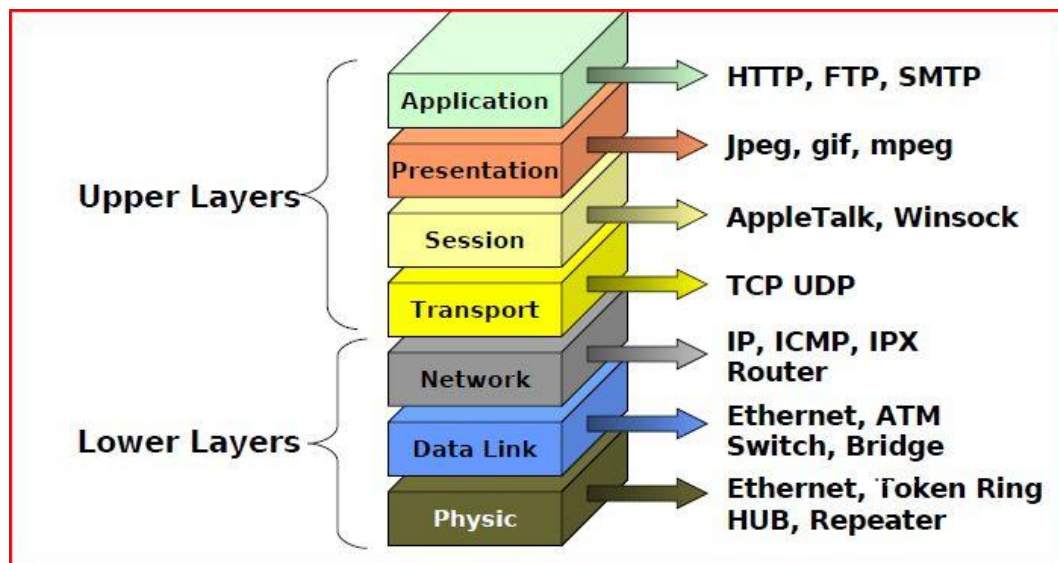 Application
HTTP, FTP, SMTP
Presentation
Jpeg, gif, mpeg
Upper Layers
Session
AppleTalk, Winsock
Transport
TCP UDP
Network
IP, ICMP, IPX
Router
Lower Layers
Data Link
Ethernet, ATM
Switch, Bridge
Physic
Ethernet, Token Ring
HUB, Repeater